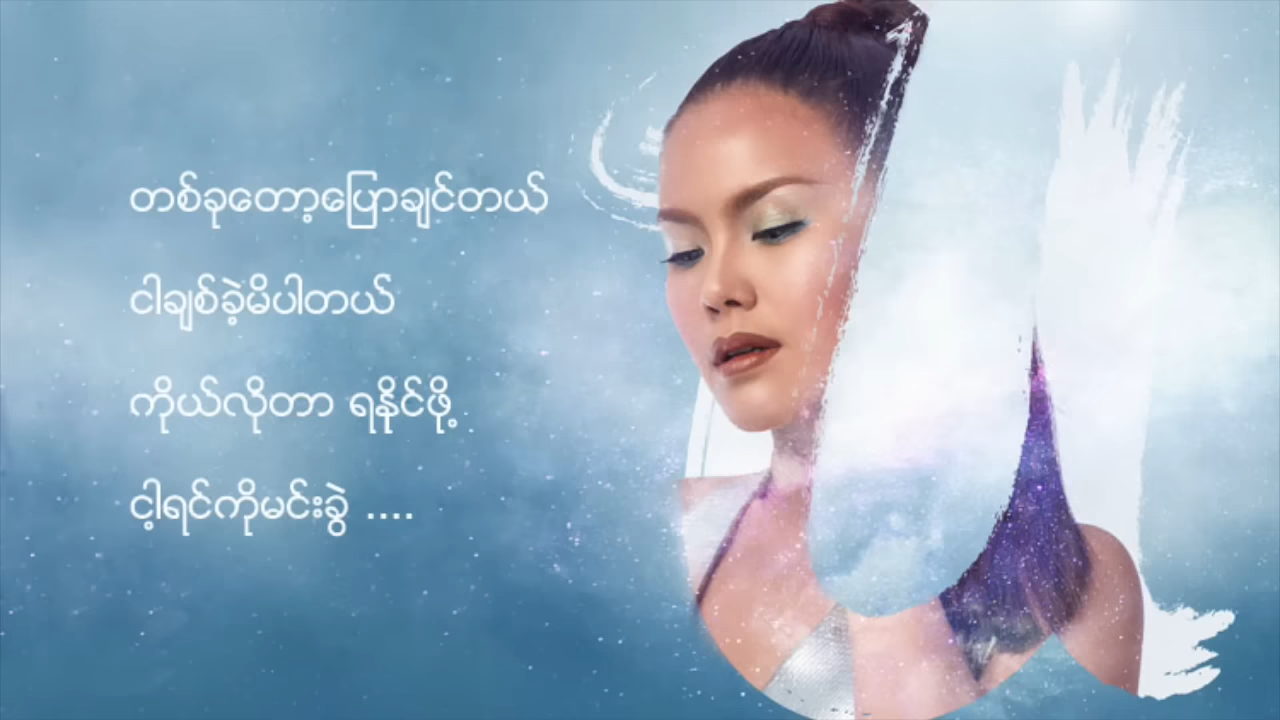 တစ်ခုတော့ပြောချင်တယ်
ငါချစ်ခဲ့မိပါတယ်
ကိုယ်လိုတာ ရနိုင်ဖို့
ငါ့ရင်ကိုမင်းခွဲ ....